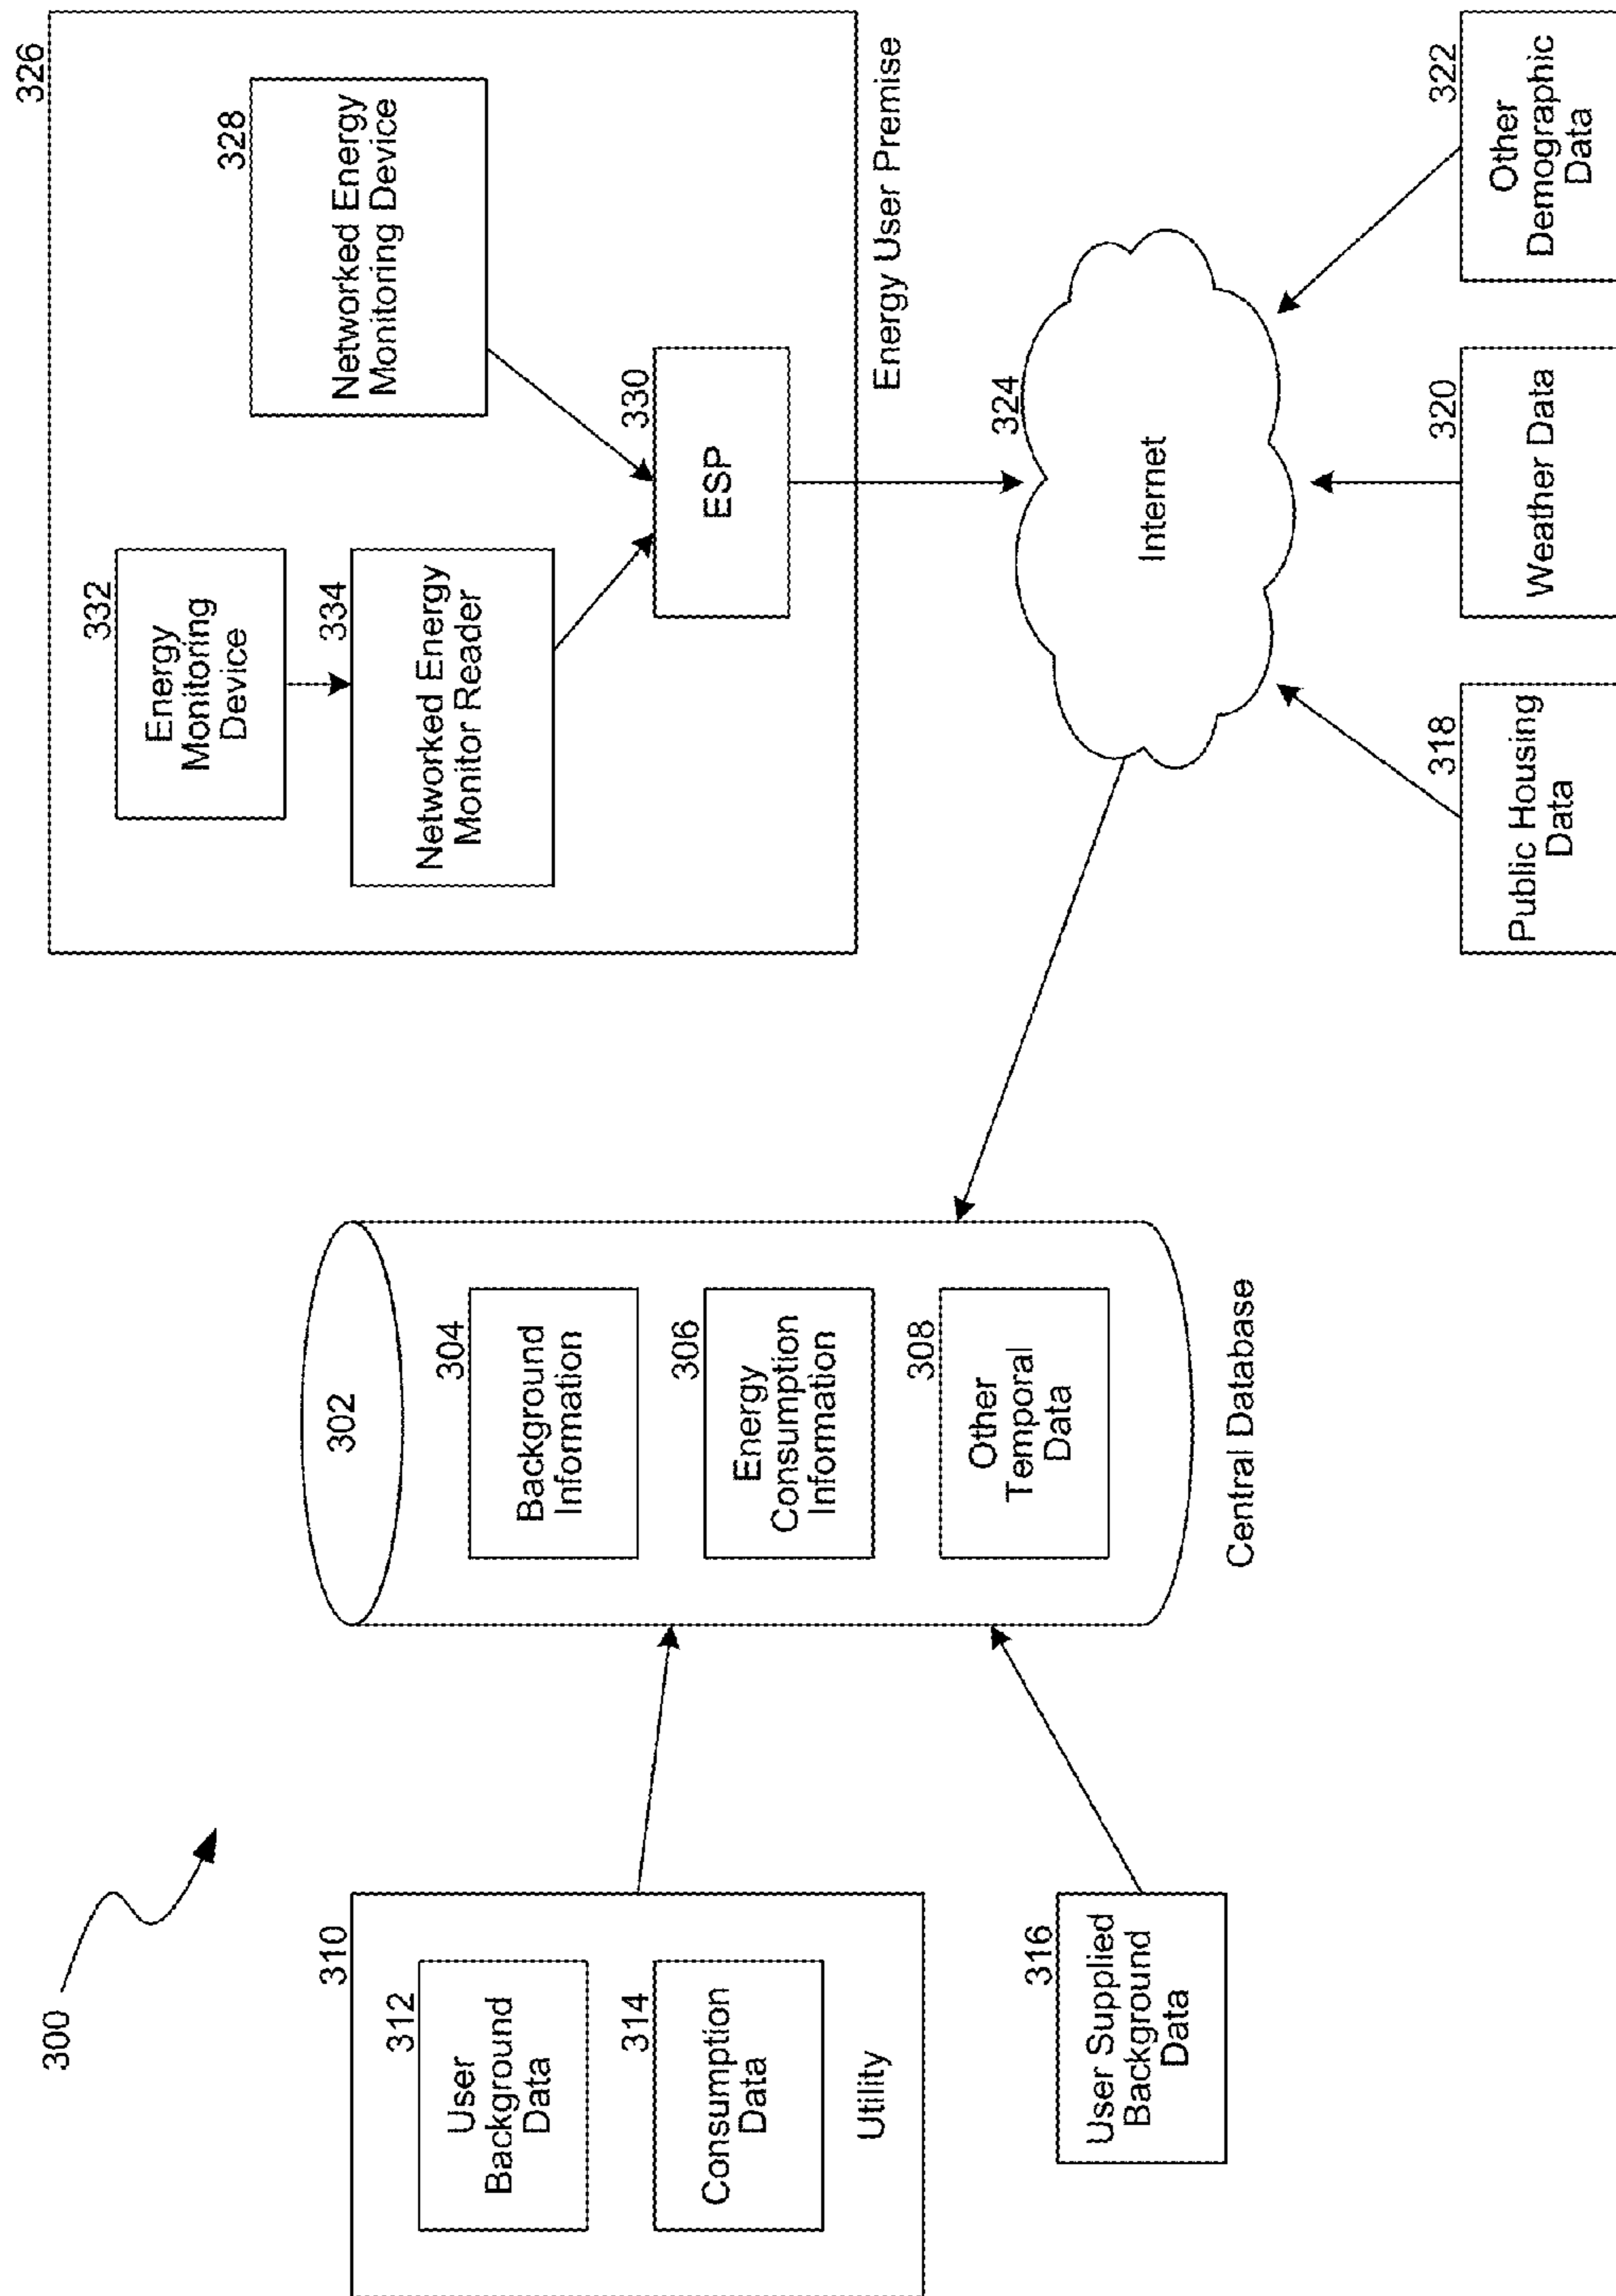 300
310
312
User
Background
Data
314
Consumption
Data
Utility
316
User Supplied
Background
Data
302
304
Background
Information
306
Energy
Consumption
Information
308
Other
Temporal
Data
Central Database
326
332
Energy
Monitoring
Device
334
Networked Energy
Monitor Reader
328
Networked Energy
Monitoring Device
330
ESP
Energy User Premise
324
Internet
318
Public Housing
Data
320
Weather Data
322
Other
Demographic
Data